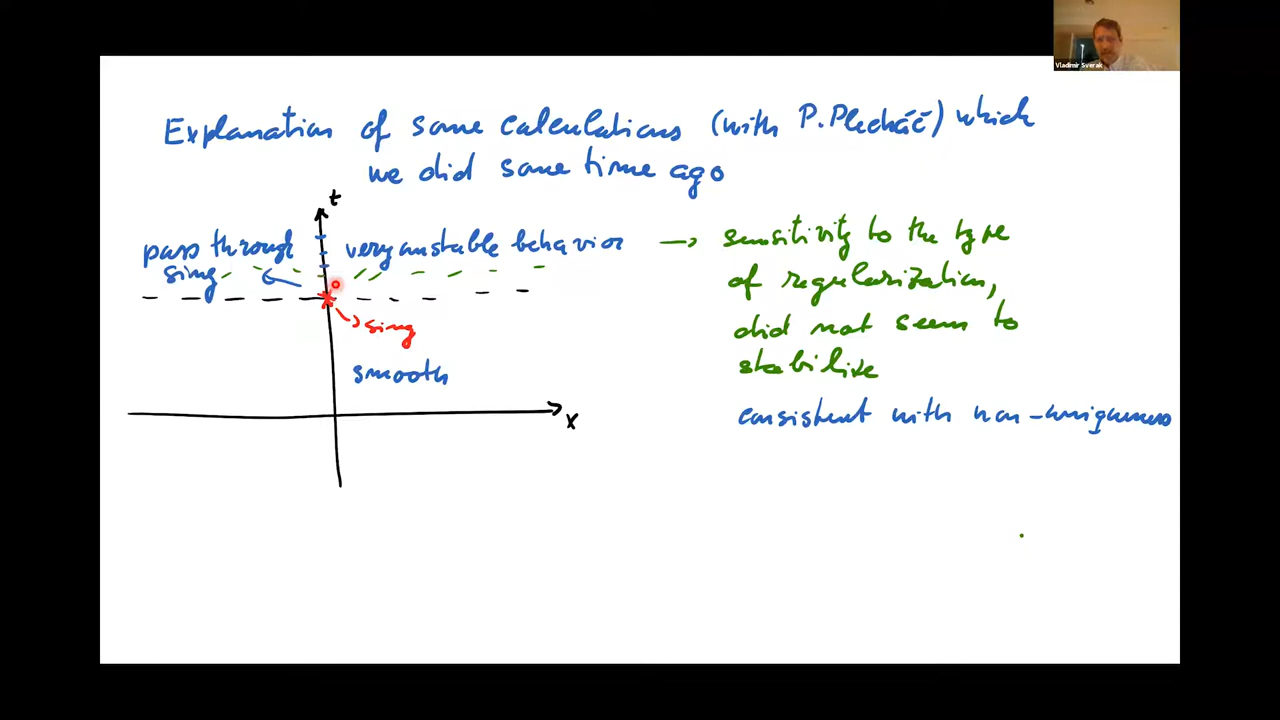 Explanation of some calculations (with P. Plecháč) which
we did some time ago
t
pass through
sing
very unstable behavior
→ sensitivity to the type
of regularization,
did not seem to
stabilize
consistent with non-uniqueness
sing
smooth
x
Vladimir Sverak